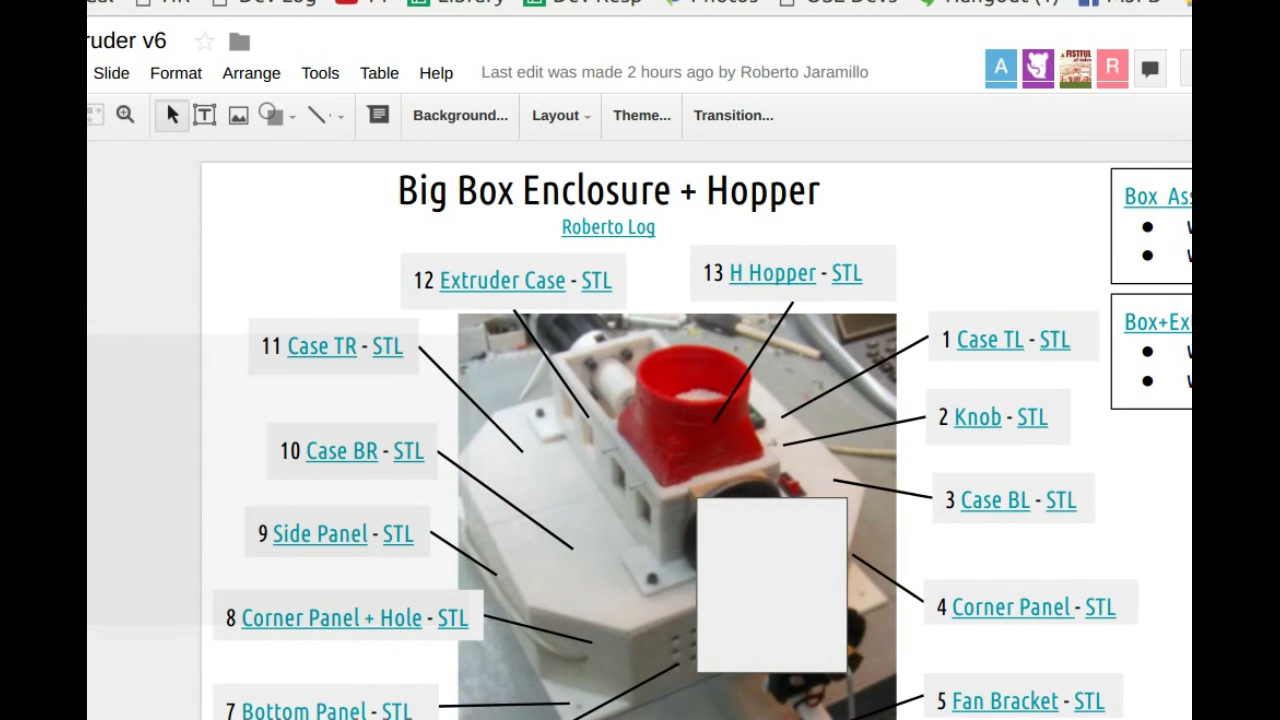 ruder v6
Slide Format Arrange Tools Table Help Last edit was made 2 hours ago by Roberto Jaramillo
A R
Background... Layout Theme... Transition...
Big Box Enclosure + Hopper
Roberto Log
12 Extruder Case - STL
13 H Hopper - STL
11 Case TR - STL
1 Case TL - STL
10 Case BR - STL
2 Knob - STL
9 Side Panel - STL
3 Case BL - STL
8 Corner Panel + Hole - STL
4 Corner Panel - STL
7 Bottom Panel - STL
5 Fan Bracket - STL
Box
Box+Ex